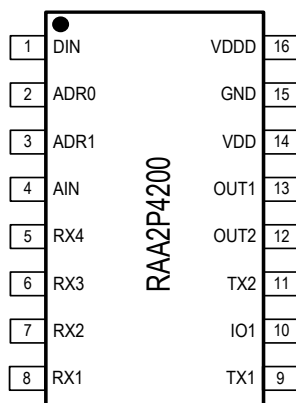 1 DIN VDDD 16
2 ADR0 GND 15
3 ADR1 VDD 14
4 AIN OUT1 13
5 RX4 OUT2 12
6 RX3 TX2 11
7 RX2 IO1 10
8 RX1 TX1 9
RAA2P4200